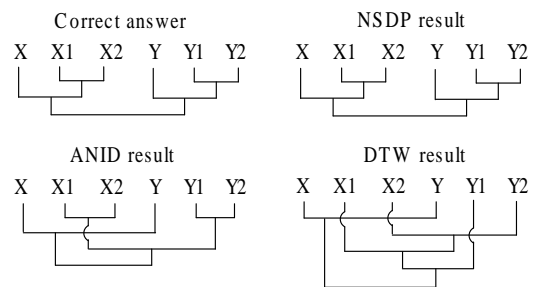 Correct answer
X X1 X2 Y Y1 Y2
NSDP result
X X1 X2 Y Y1 Y2
ANID result
X X1 X2 Y Y1 Y2
DTW result
X X1 X2 Y Y1 Y2